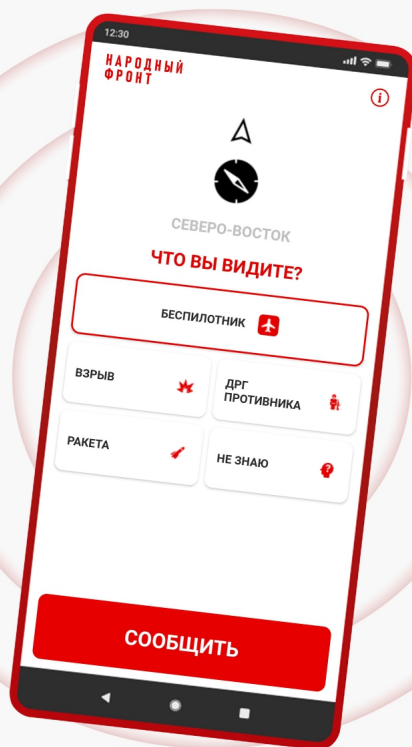 12:30
НАРОДНЫЙ
ФРОНТ
i
СЕВЕРО-ВОСТОК
ЧТО ВЫ ВИДИТЕ?
БЕСПИЛОТНИК
ВЗРЫВ
ДРГ
ПРОТИВНИКА
РАКЕТА
НЕ ЗНАЮ
?
СООБЩИТЬ